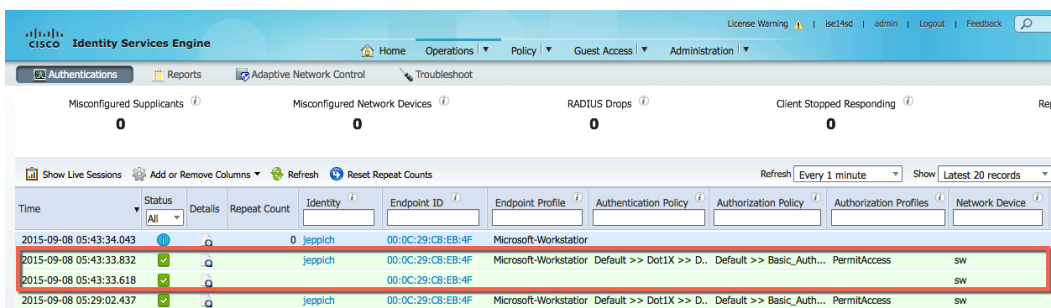 License Warning | ise14sd | admin | Logout | Feedback
CISCO Identity Services Engine
Home Operations | Policy | Guest Access | Administration |
Authentications Reports Adaptive Network Control Troubleshoot
Misconfigured Supplicants Misconfigured Network Devices RADIUS Drops Client Stopped Responding
0 0 0 0
Show Live Sessions Add or Remove Columns Refresh Reset Repeat Counts Refresh Every 1 minute Show Latest 20 records
Time Status All Details Repeat Count Identity Endpoint ID Endpoint Profile Authentication Policy Authorization Policy Authorization Profiles Network Device
2015-09-08 05:43:34.043 0 jeppich 00:0C:29:C8:EB:4F Microsoft-Workstatior
2015-09-08 05:43:33.832 jeppich 00:0C:29:C8:EB:4F Microsoft-Workstatior Default >> Dot1X >> D.. Default >> Basic_Auth... PermitAccess sw
2015-09-08 05:43:33.618 00:0C:29:C8:EB:4F sw
2015-09-08 05:29:02.437 jeppich 00:0C:29:C8:EB:4F Microsoft-Workstatior Default >> Dot1X >> D.. Default >> Basic_Auth... PermitAccess sw